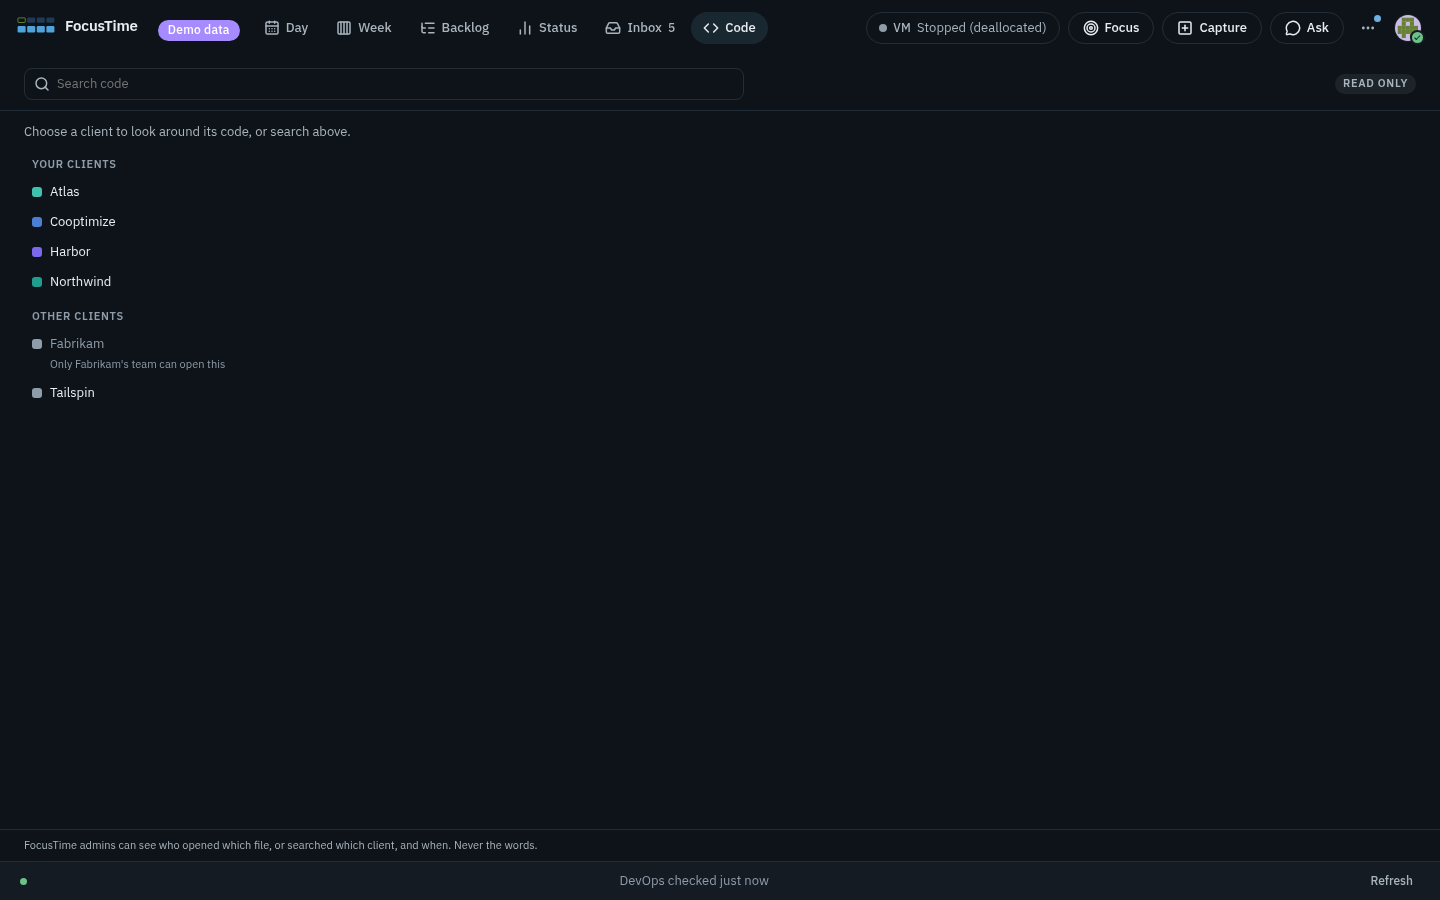 FocusTime
Demo data
Day
Week
Backlog
Status
Inbox 5
Code
VM Stopped (deallocated)
Focus
Capture
Ask
Search code
READ ONLY
Choose a client to look around its code, or search above.
YOUR CLIENTS
Atlas
Cooptimize
Harbor
Northwind
OTHER CLIENTS
Fabrikam
Only Fabrikam's team can open this
Tailspin
FocusTime admins can see who opened which file, or searched which client, and when. Never the words.
DevOps checked just now
Refresh